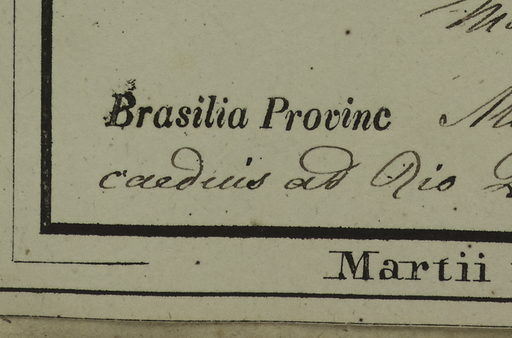 Brasilia Provinc
caeduis ad Rio
Martii